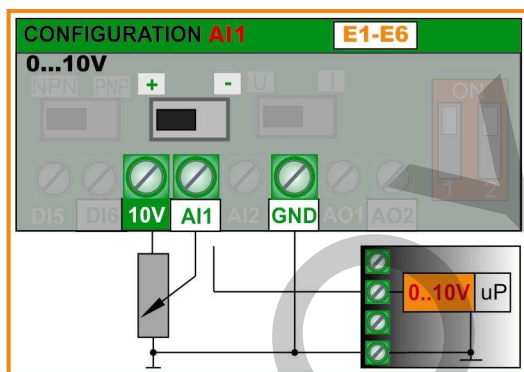 CONFIGURATION AI1 E1-E6
0...10V
NPN PNP + - U I ON
1 2
DI5 DI6 10V AI1 AI2 GND AO1 AO2
0..10V uP